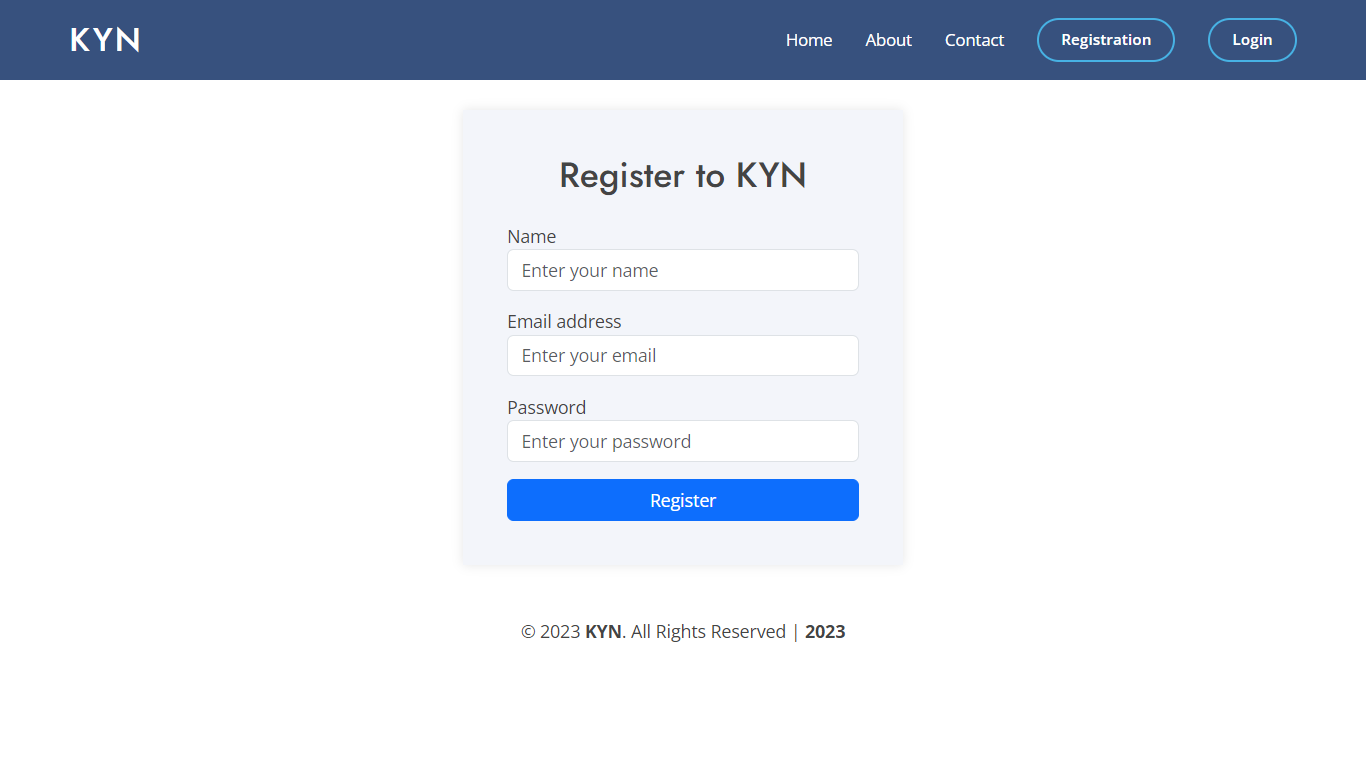 KYN
Home About Contact Registration Login
Register to KYN
Name
Enter your name
Email address
Enter your email
Password
Enter your password
Register
© 2023 KYN. All Rights Reserved | 2023